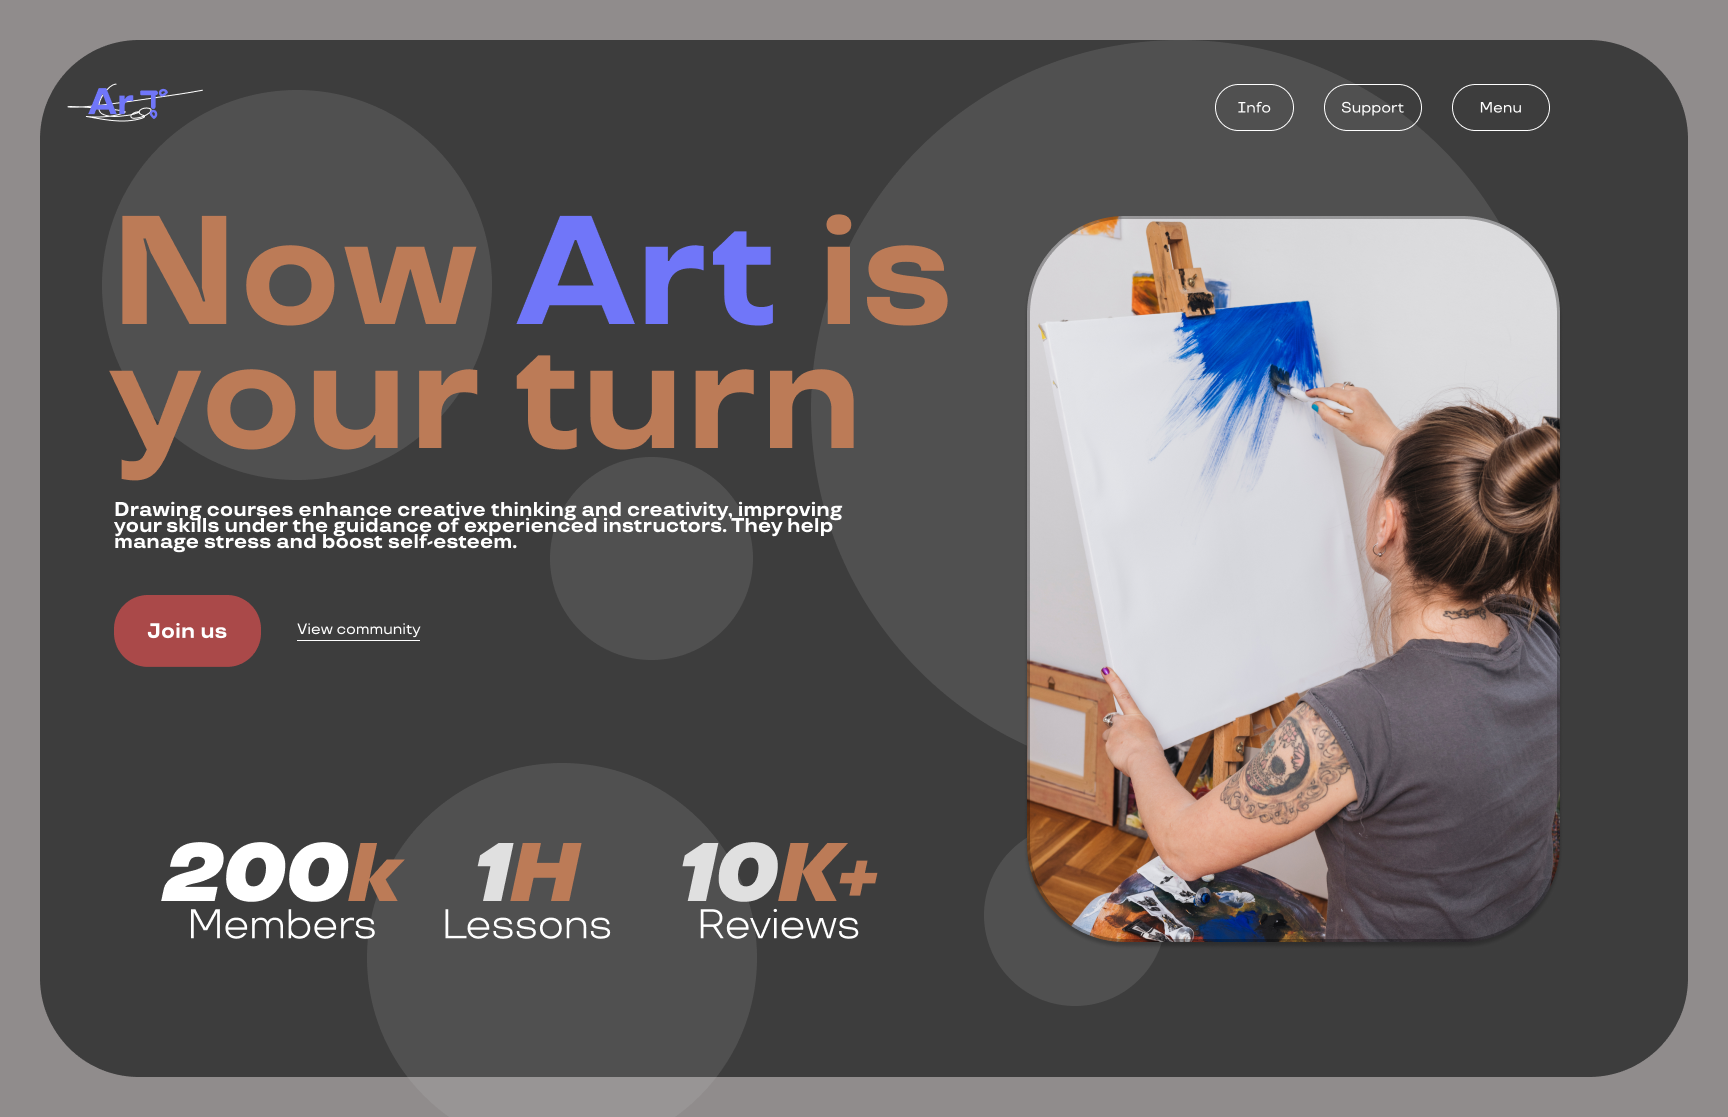 Art
Info
Support
Menu
Now Art is
your turn
Drawing courses enhance creative thinking and creativity, improving
your skills under the guidance of experienced instructors. They help
manage stress and boost self-esteem.
Join us
View community
200k
Members
1H
Lessons
10K+
Reviews